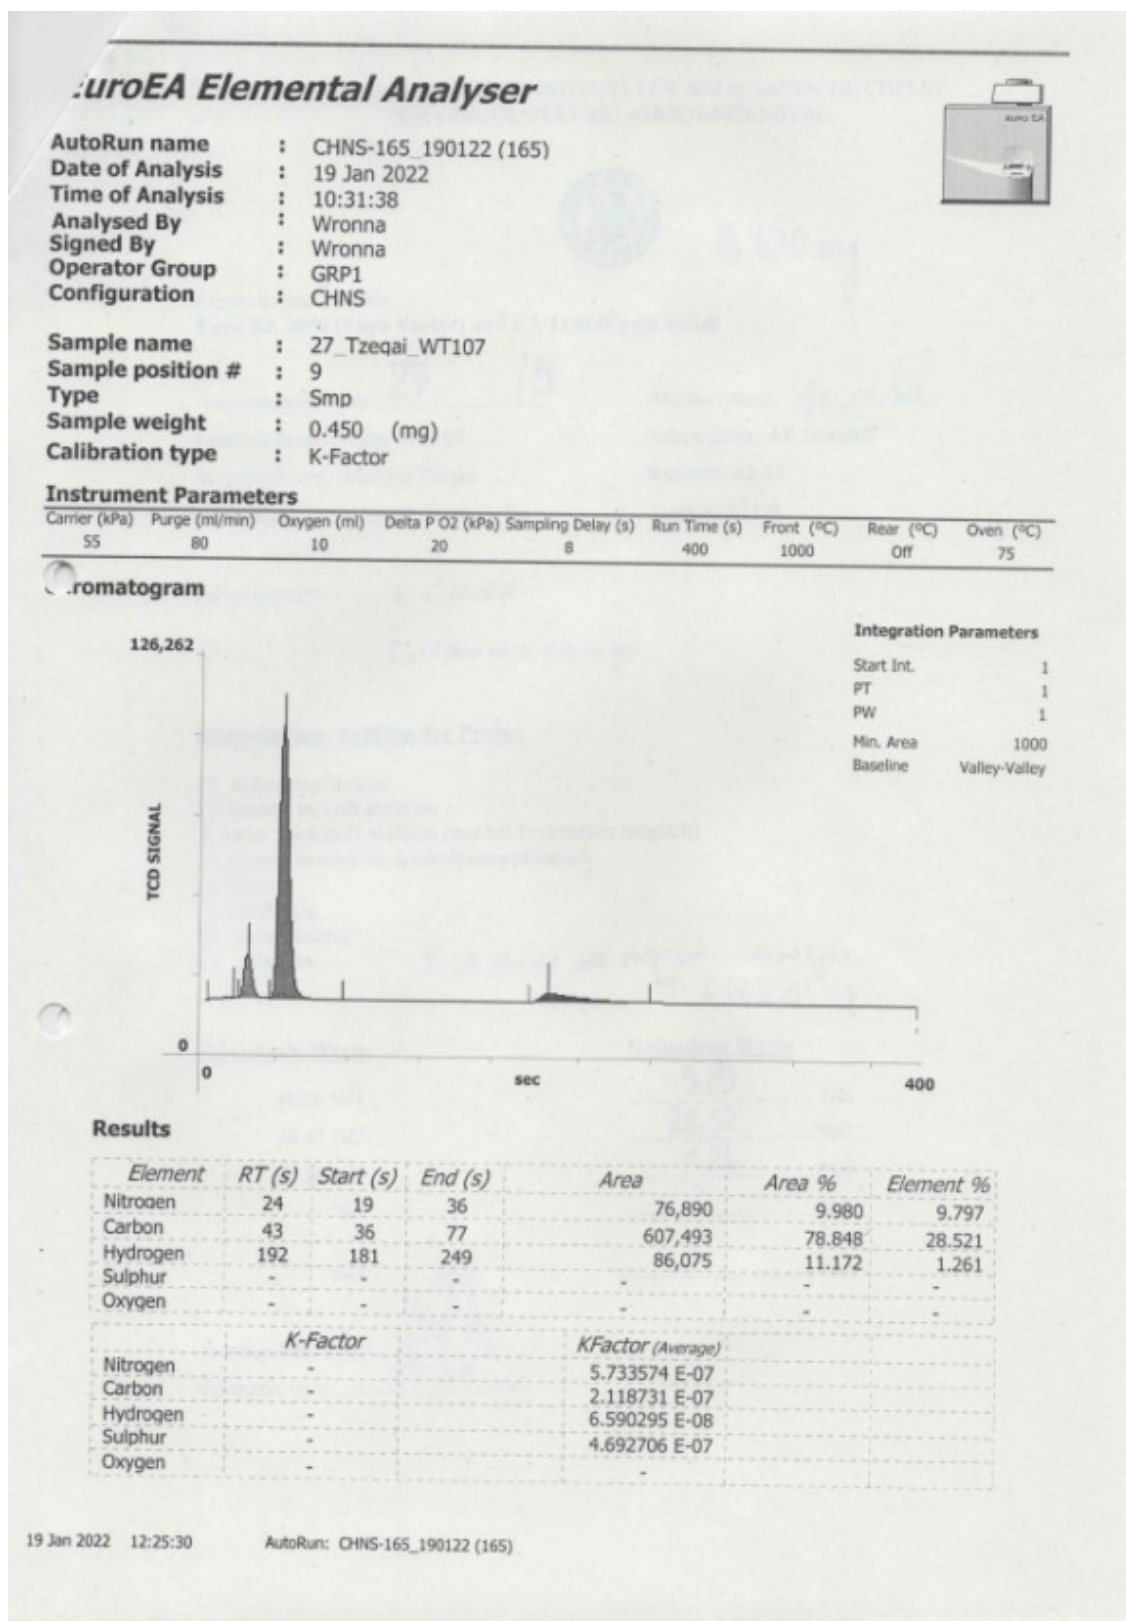 EuroEA Elemental Analyser
euro EA
AutoRun name : CHNS-165_190122 (165)
Date of Analysis : 19 Jan 2022
Time of Analysis : 10:31:38
Analysed By : Wronna
Signed By : Wronna
Operator Group : GRP1
Configuration : CHNS
Sample name : 27_Tzeqai_WT107
Sample position # : 9
Type : Smp
Sample weight : 0.450 (mg)
Calibration type : K-Factor
Instrument Parameters
Carrier (kPa) Purge (ml/min) Oxygen (ml) Delta P O2 (kPa) Sampling Delay (s) Run Time (s) Front (ºC) Rear (ºC) Oven (ºC)
55 80 10 20 8 400 1000 Off 75
romatogram
126,262
Integration Parameters
Start Int. 1
PT 1
PW 1
Min. Area 1000
Baseline Valley-Valley
TCD SIGNAL
0
0 sec 400
Results
Element RT (s) Start (s) End (s) Area Area % Element %
Nitrogen 24 19 36 76,890 9.980 9.797
Carbon 43 36 77 607,493 78.848 28.521
Hydrogen 192 181 249 86,075 11.172 1.261
Sulphur - - - - - -
Oxygen - - - - - -
K-Factor KFactor (Average)
Nitrogen - 5.733574 E-07
Carbon - 2.118731 E-07
Hydrogen - 6.590295 E-08
Sulphur - 4.692706 E-07
Oxygen - -
19 Jan 2022 12:25:30 AutoRun: CHNS-165_190122 (165)